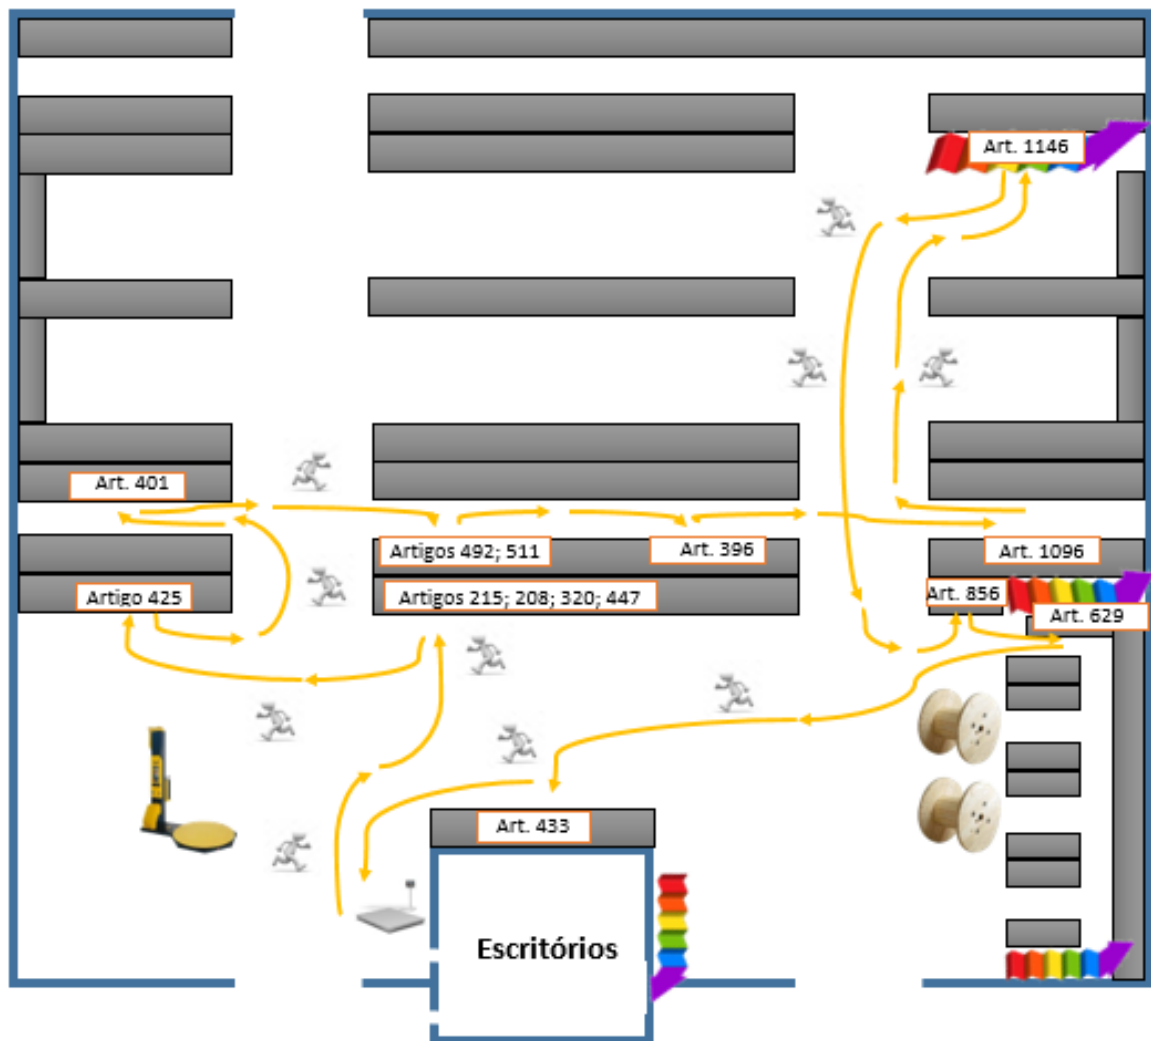 Art. 1146
Art. 401
Artigos 492; 511
Art. 396
Art. 1096
Artigo 425
Artigos 215; 208; 320; 447
Art. 856
Art. 629
Art. 433
Escritórios